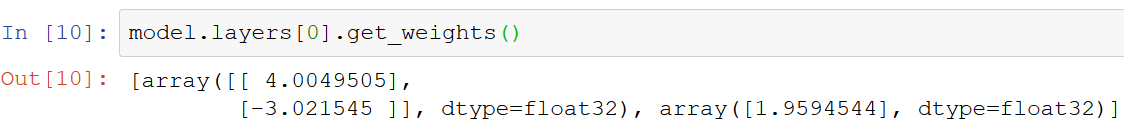 In [10]: model.layers[0].get_weights()
Out[10]: [array([[ 4.0049505],
[-3.021545 ]], dtype=float32), array([1.9594544], dtype=float32)]